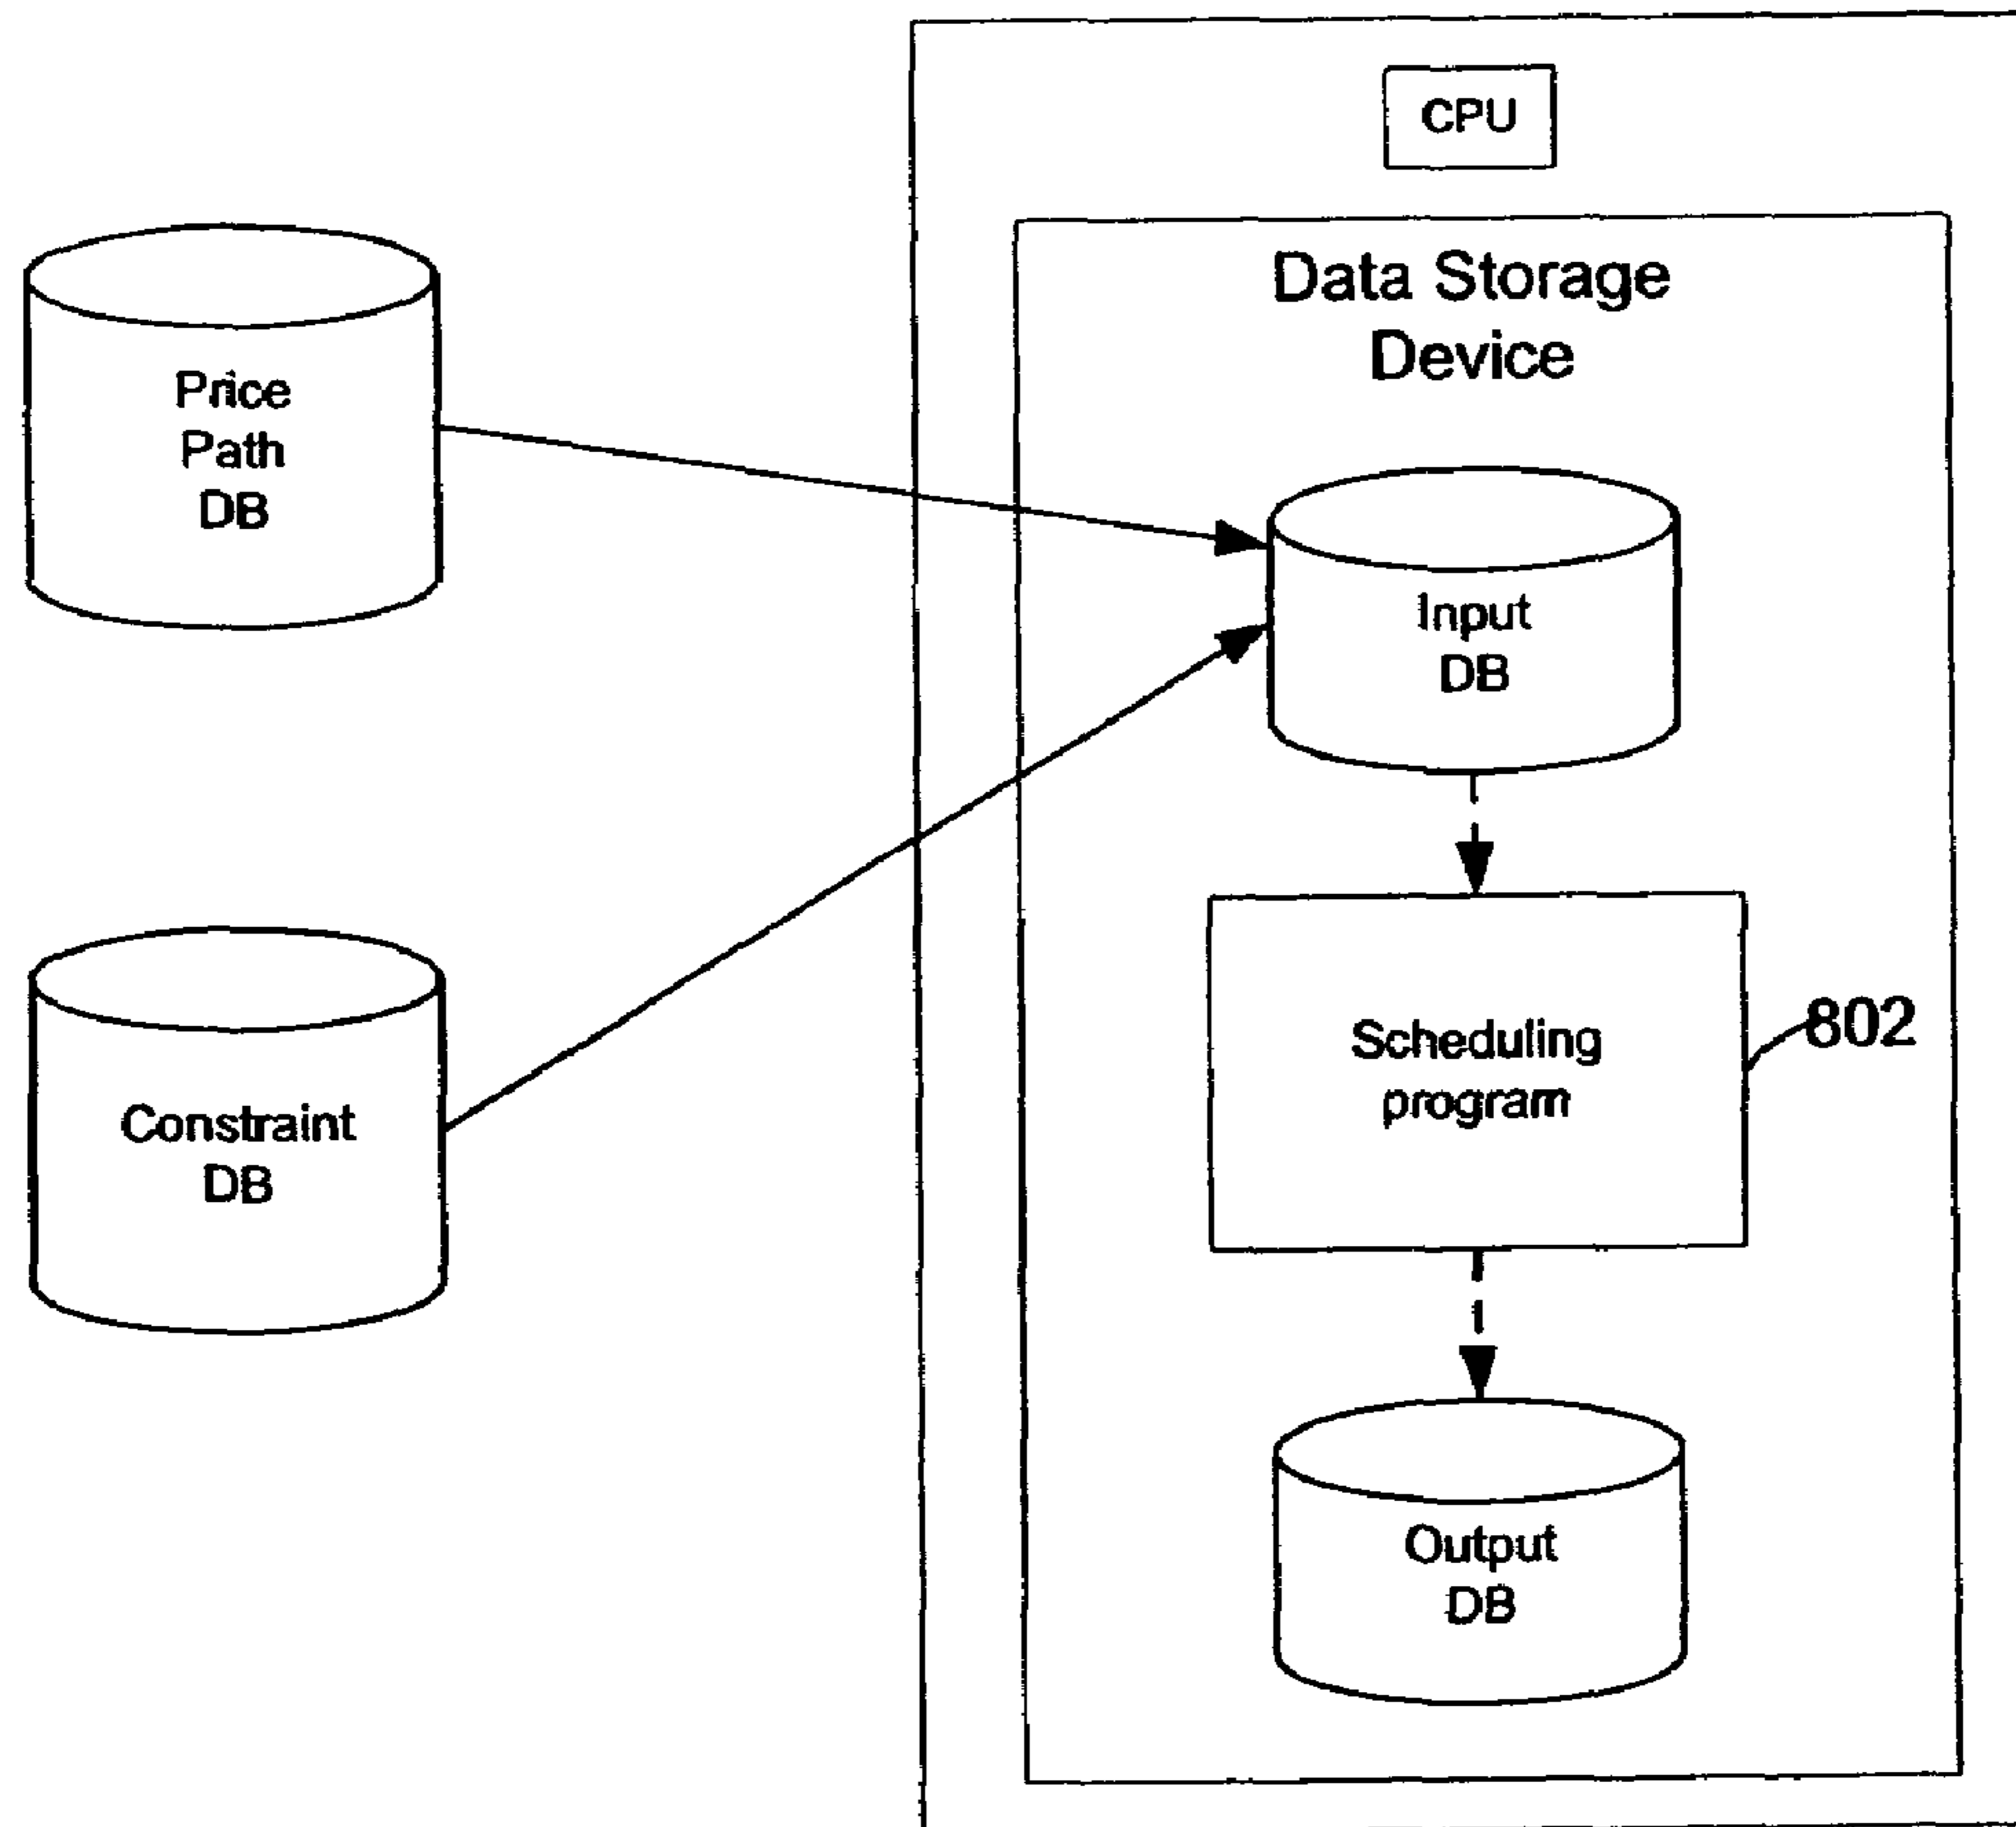 CPU
Data Storage
Device
Price
Path
DB
Input
DB
Scheduling
program
802
Constraint
DB
Output
DB